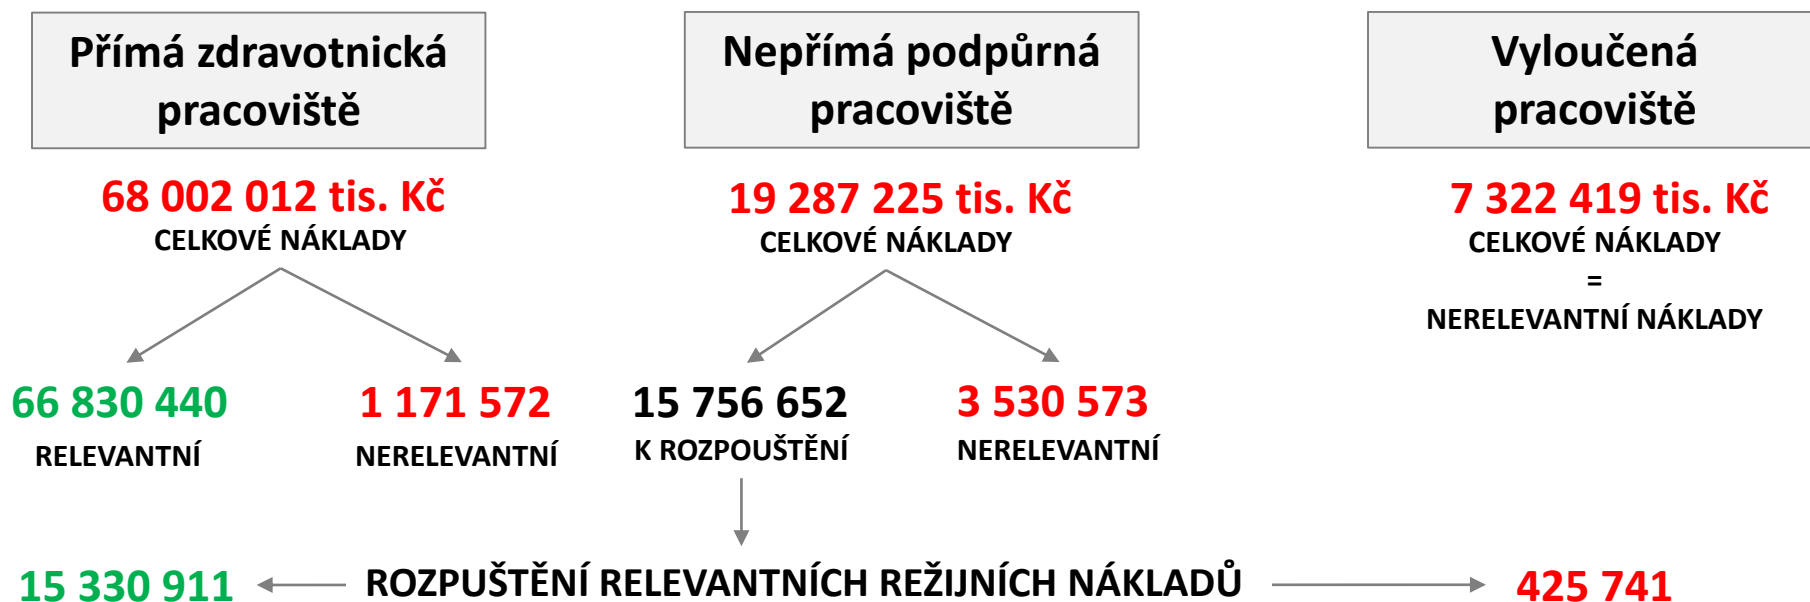 Přímá zdravotnická
pracoviště
68 002 012 tis. Kč
CELKOVÉ NÁKLADY
66 830 440
RELEVANTNÍ
1 171 572
NERELEVANTNÍ
Nepřímá podpůrná
pracoviště
19 287 225 tis. Kč
CELKOVÉ NÁKLADY
15 756 652
K ROZPOUŠTĚNÍ
3 530 573
NERELEVANTNÍ
Vyloučená
pracoviště
7 322 419 tis. Kč
CELKOVÉ NÁKLADY
=
NERELEVANTNÍ NÁKLADY
15 330 911
ROZPUŠTĚNÍ RELEVANTNÍCH REŽIJNÍCH NÁKLADŮ
425 741